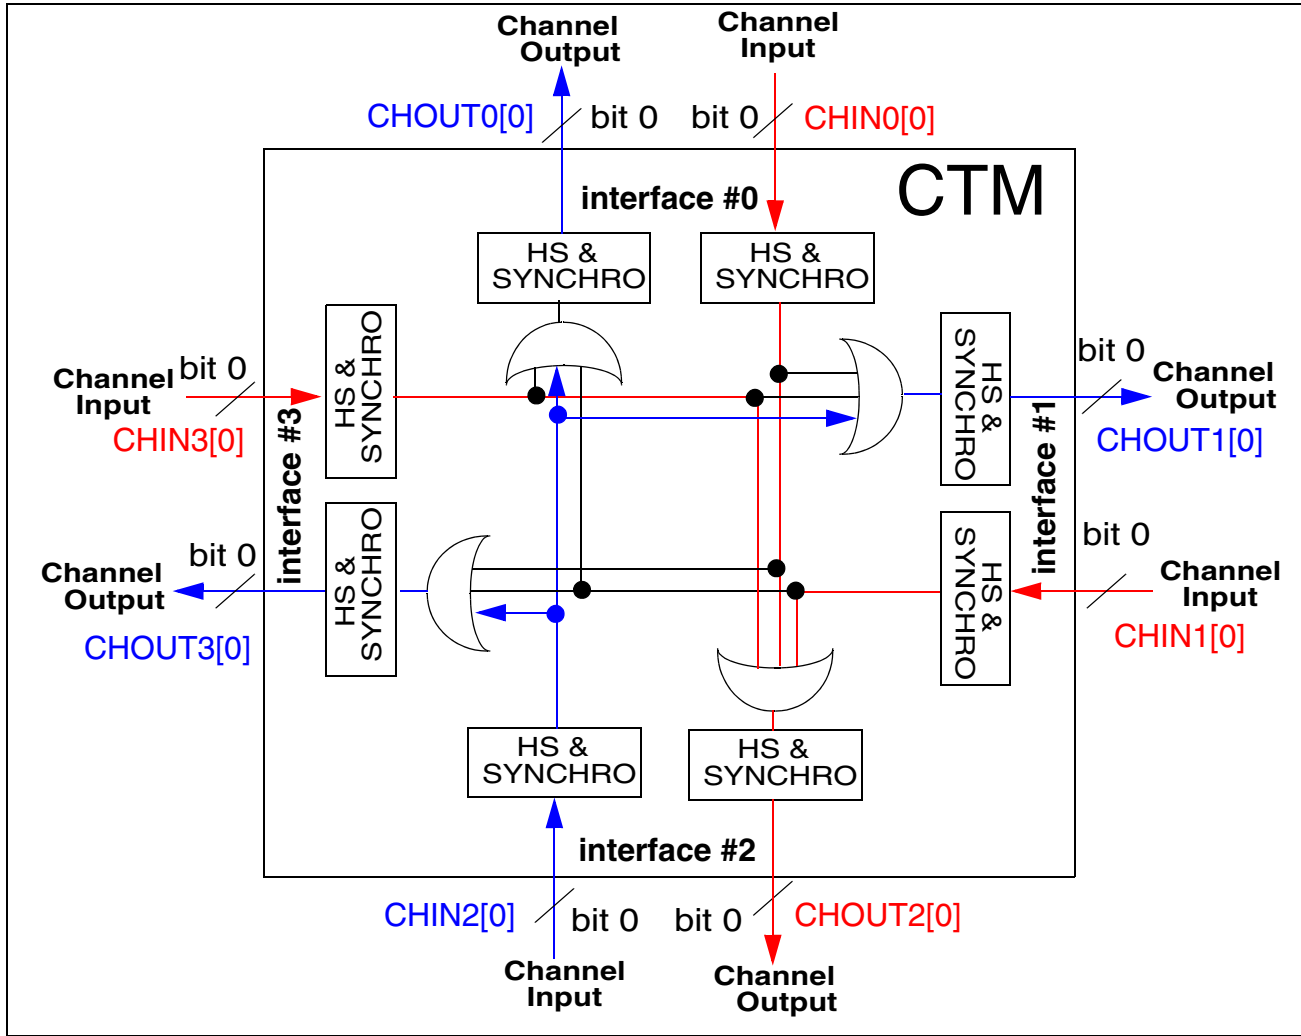 Channel
Output
Channel
Input
CHOUT0[0]
bit 0
bit 0
CHIN0[0]
CTM
interface #0
HS &
SYNCHRO
HS &
SYNCHRO
HS &
SYNCHRO
HS &
SYNCHRO
bit 0
Channel
Input
CHIN3[0]
interface #3
bit 0
Channel
Output
CHOUT1[0]
interface #1
HS &
SYNCHRO
HS &
SYNCHRO
bit 0
Channel
Output
CHOUT3[0]
bit 0
Channel
Input
CHIN1[0]
HS &
SYNCHRO
HS &
SYNCHRO
interface #2
CHIN2[0]
bit 0
bit 0
CHOUT2[0]
Channel
Input
Channel
Output